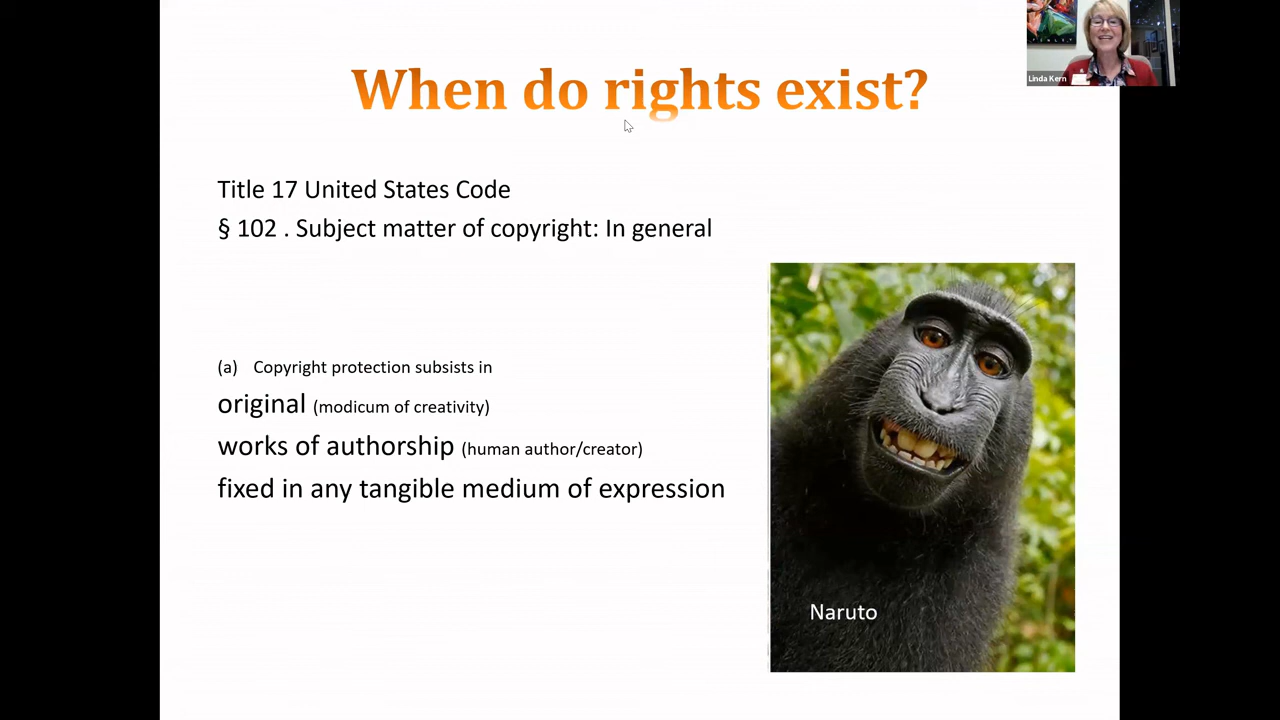 When do rights exist?
Linda Kern
Title 17 United States Code
§ 102 . Subject matter of copyright: In general
(a) Copyright protection subsists in
original (modicum of creativity)
works of authorship (human author/creator)
fixed in any tangible medium of expression
Naruto